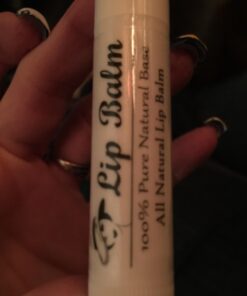 Lip Balm
100% Pure Natural Base
All Natural Lip Balm